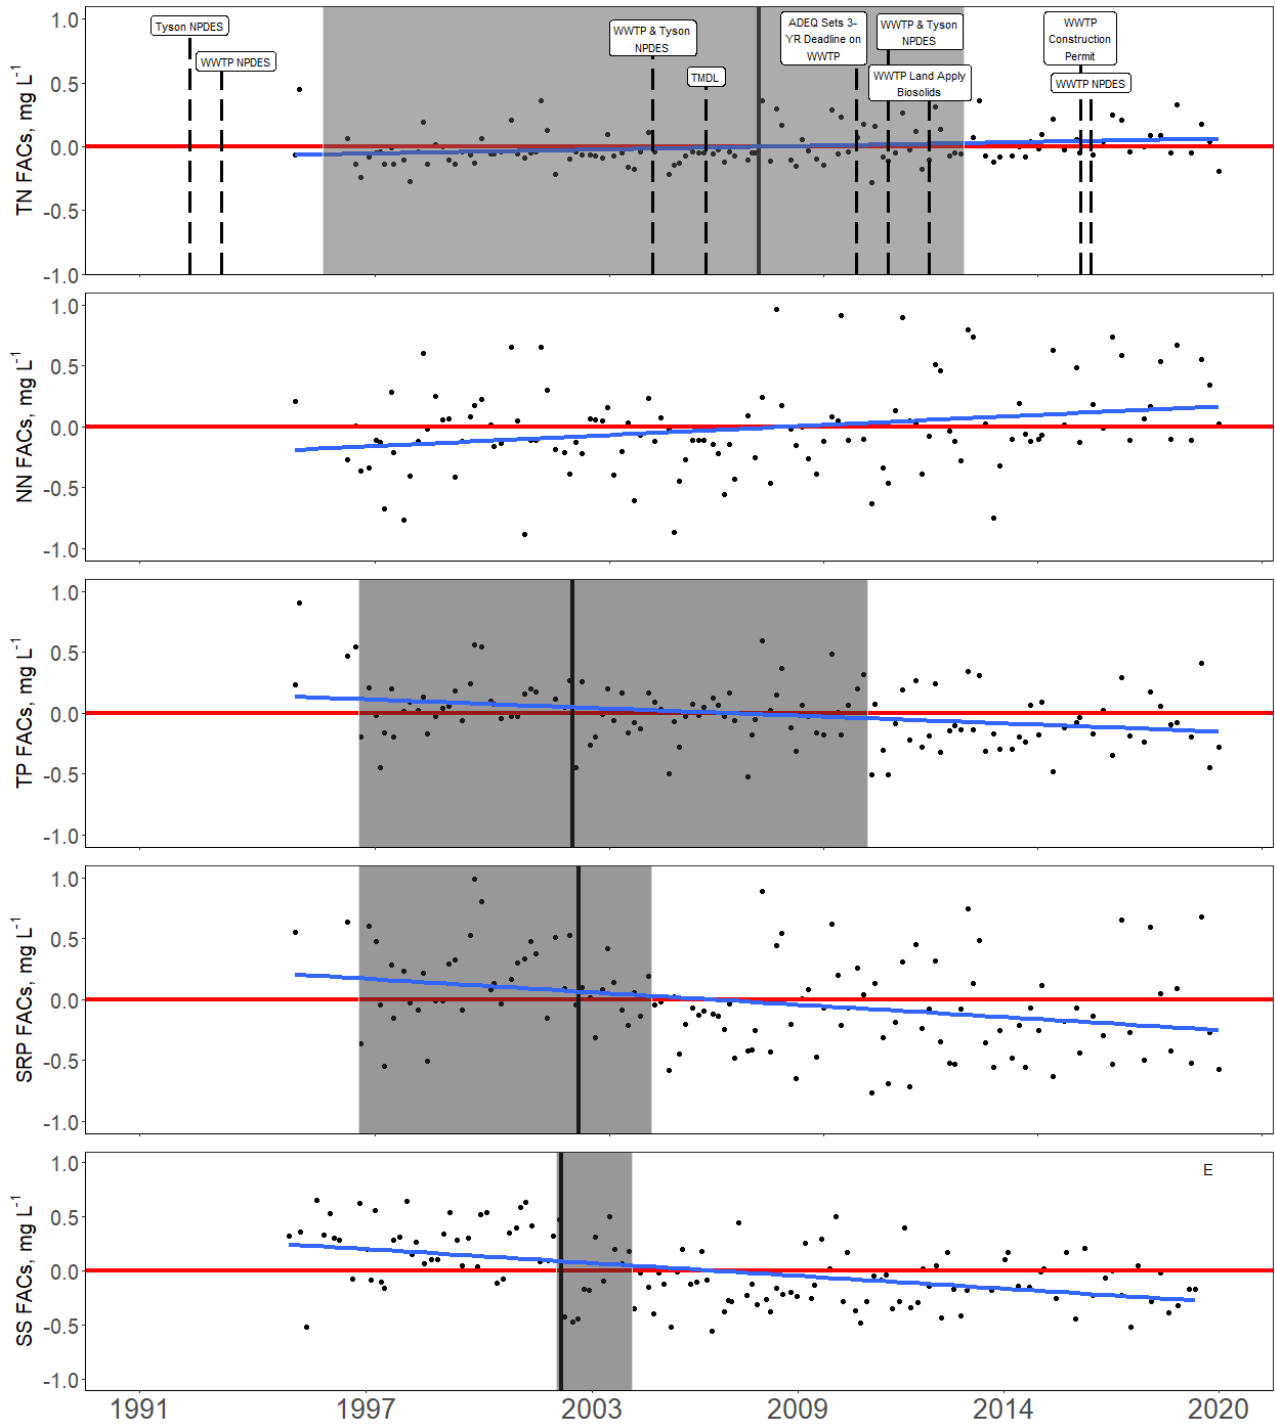 Tyson NPDES
WWTP NPDES
WWTP & Tyson
NPDES
TMDL
ADEQ Sets 3-
YR Deadline on
WWTP
WWTP & Tyson
NPDES
WWTP Land Apply
Biosolids
WWTP
Construction
Permit
WWTP NPDES
TN FACs, mg L-1
1.0
0.5
0.0
-0.5
-1.0
NN FACs, mg L-1
1.0
0.5
0.0
-0.5
-1.0
TP FACs, mg L-1
1.0
0.5
0.0
-0.5
-1.0
SRP FACs, mg L-1
1.0
0.5
0.0
-0.5
-1.0
SS FACs, mg L-1
1.0
0.5
0.0
-0.5
-1.0
E
1991 1997 2003 2009 2014 2020